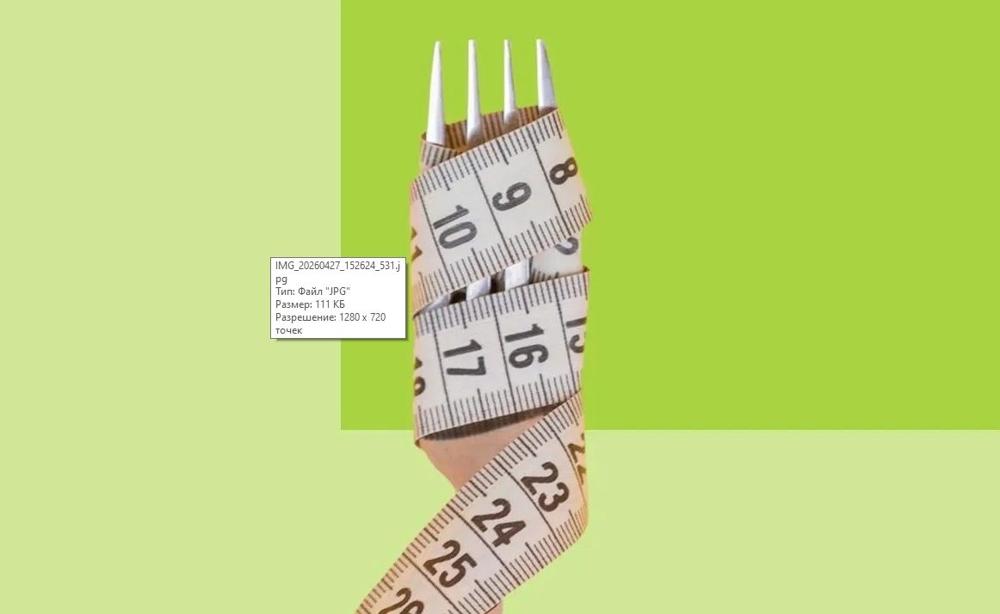 8
9
10
IMG_20260427_152624_531.j
pg
Тип: Файл "JPG"
Размер: 111 КБ
Разрешение: 1280 x 720
точек
16
17
23
24
25